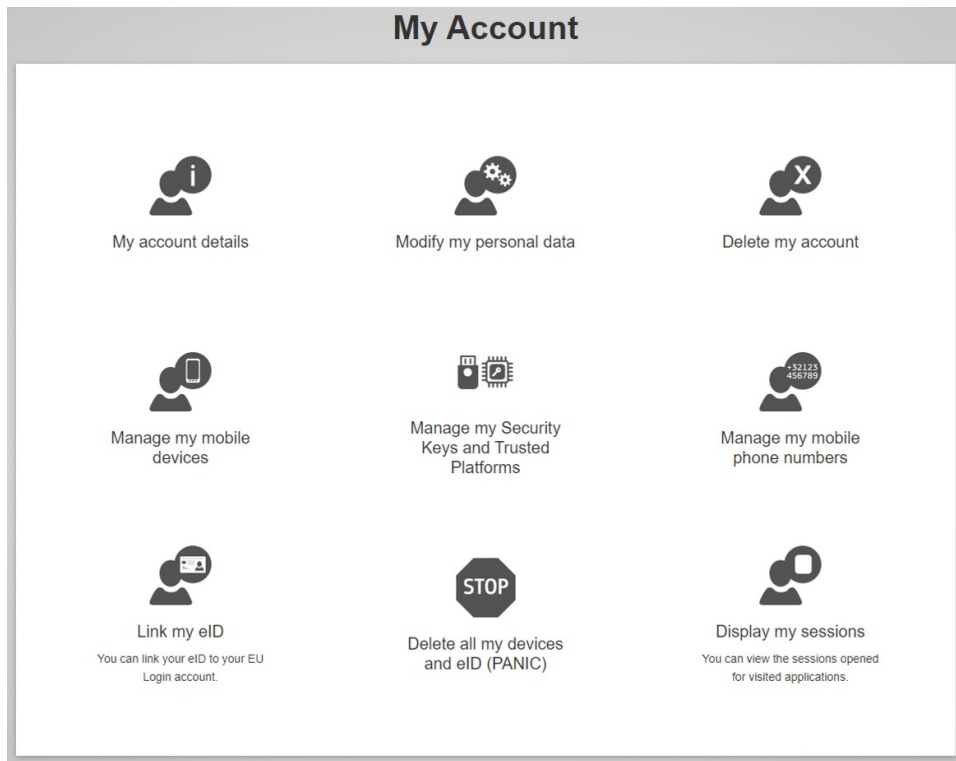 My Account
i
X
My account details
Modify my personal data
Delete my account
+32123
456789
Manage my mobile
devices
Manage my Security
Keys and Trusted
Platforms
Manage my mobile
phone numbers
STOP
Link my eID
You can link your eID to your EU
Login account.
Delete all my devices
and eID (PANIC)
Display my sessions
You can view the sessions opened
for visited applications.